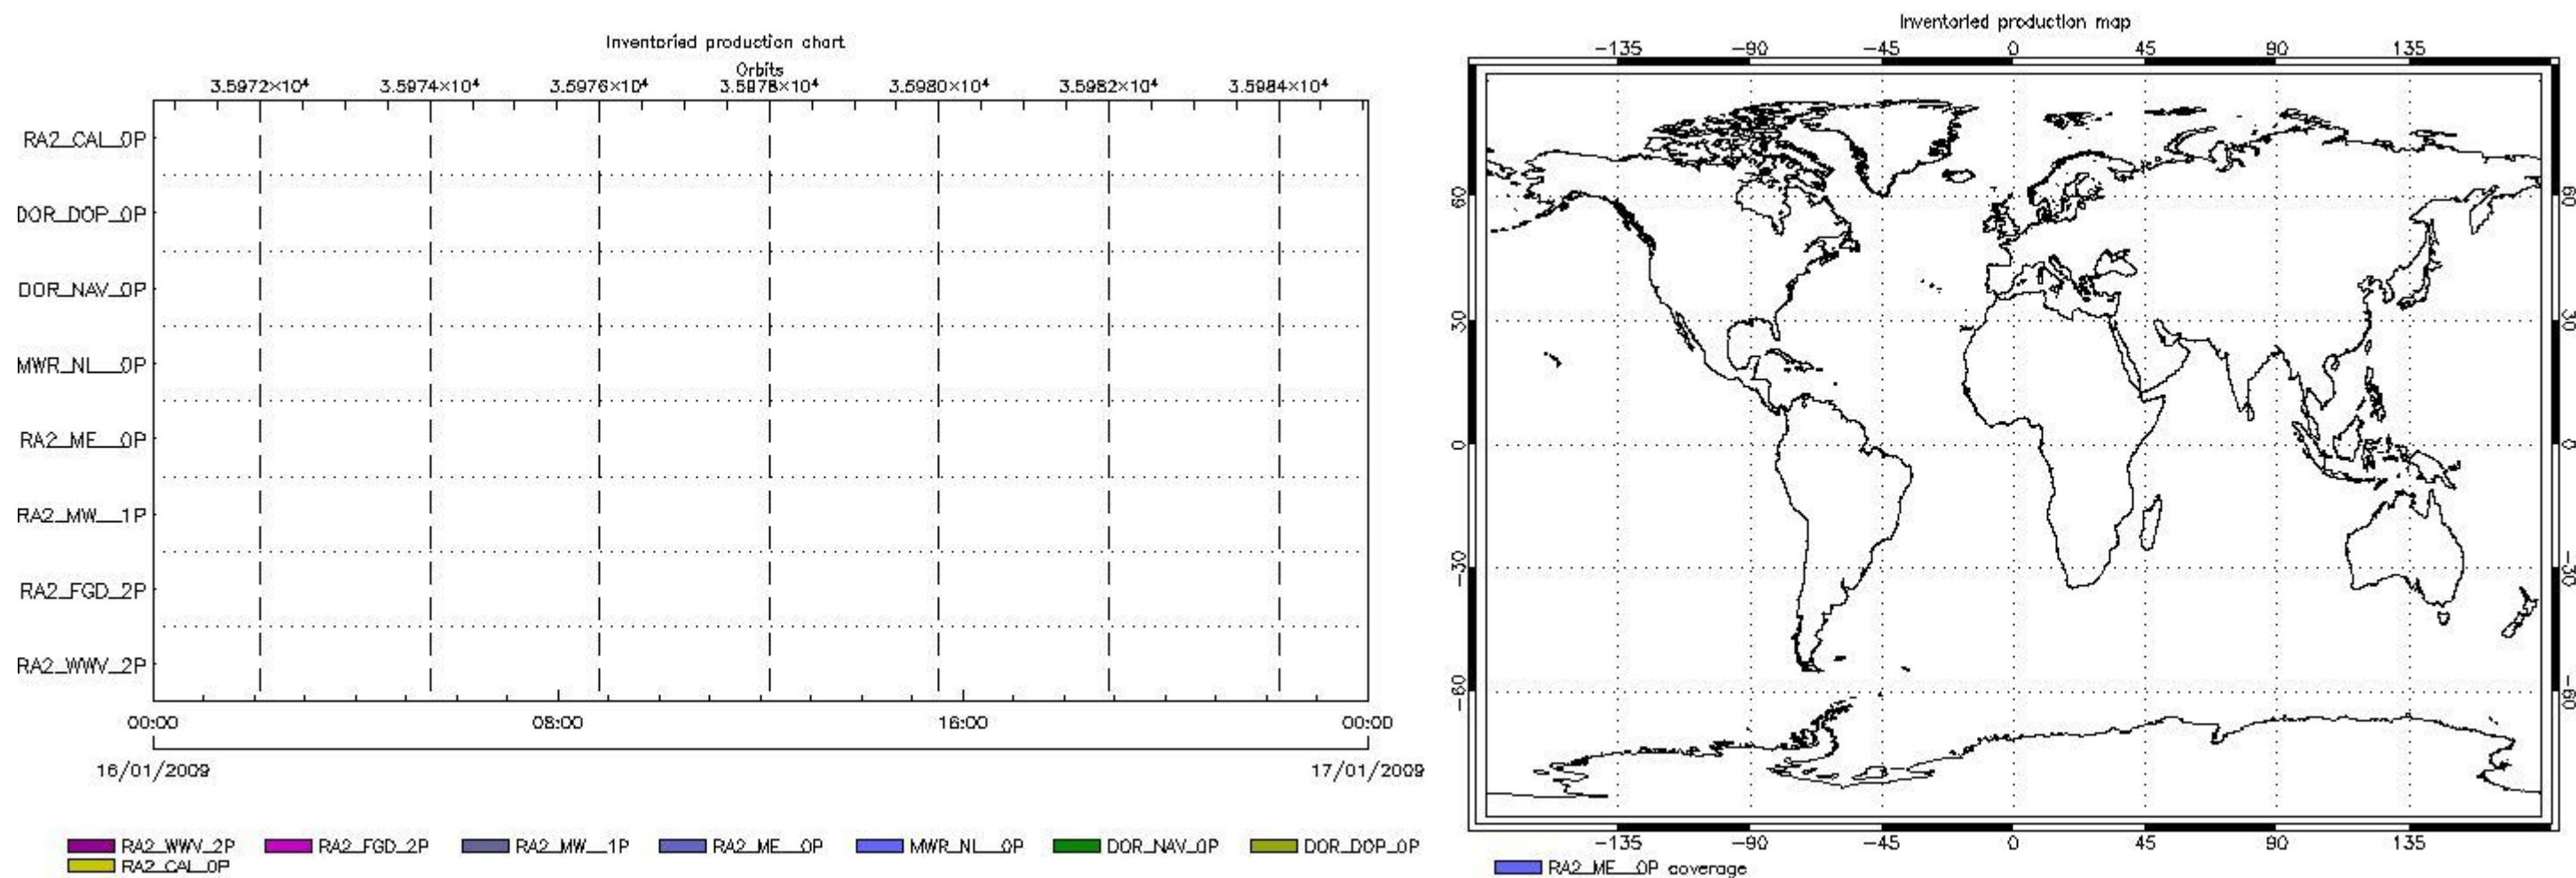 Inventoried production chart
Orbits
3.5972×10⁴ 3.5974×10⁴ 3.5976×10⁴ 3.5978×10⁴ 3.5980×10⁴ 3.5982×10⁴ 3.5984×10⁴
RA2_CAL_0P
DOR_DOP_0P
DOR_NAV_0P
MWR_NL__0P
RA2_ME__0P
RA2_MW__1P
RA2_FGD_2P
RA2_WWV_2P
00:00 08:00 16:00 00:00
16/01/2009 17/01/2009
RA2_WWV_2P RA2_FGD_2P RA2_MW__1P RA2_ME__0P MWR_NL__0P DOR_NAV_0P DOR_DOP_0P
RA2_CAL_0P
Inventoried production map
-135 -90 -45 0 45 90 135
60 60
30 30
0 0
-30 -30
-60 -60
-135 -90 -45 0 45 90 135
RA2_ME__0P coverage